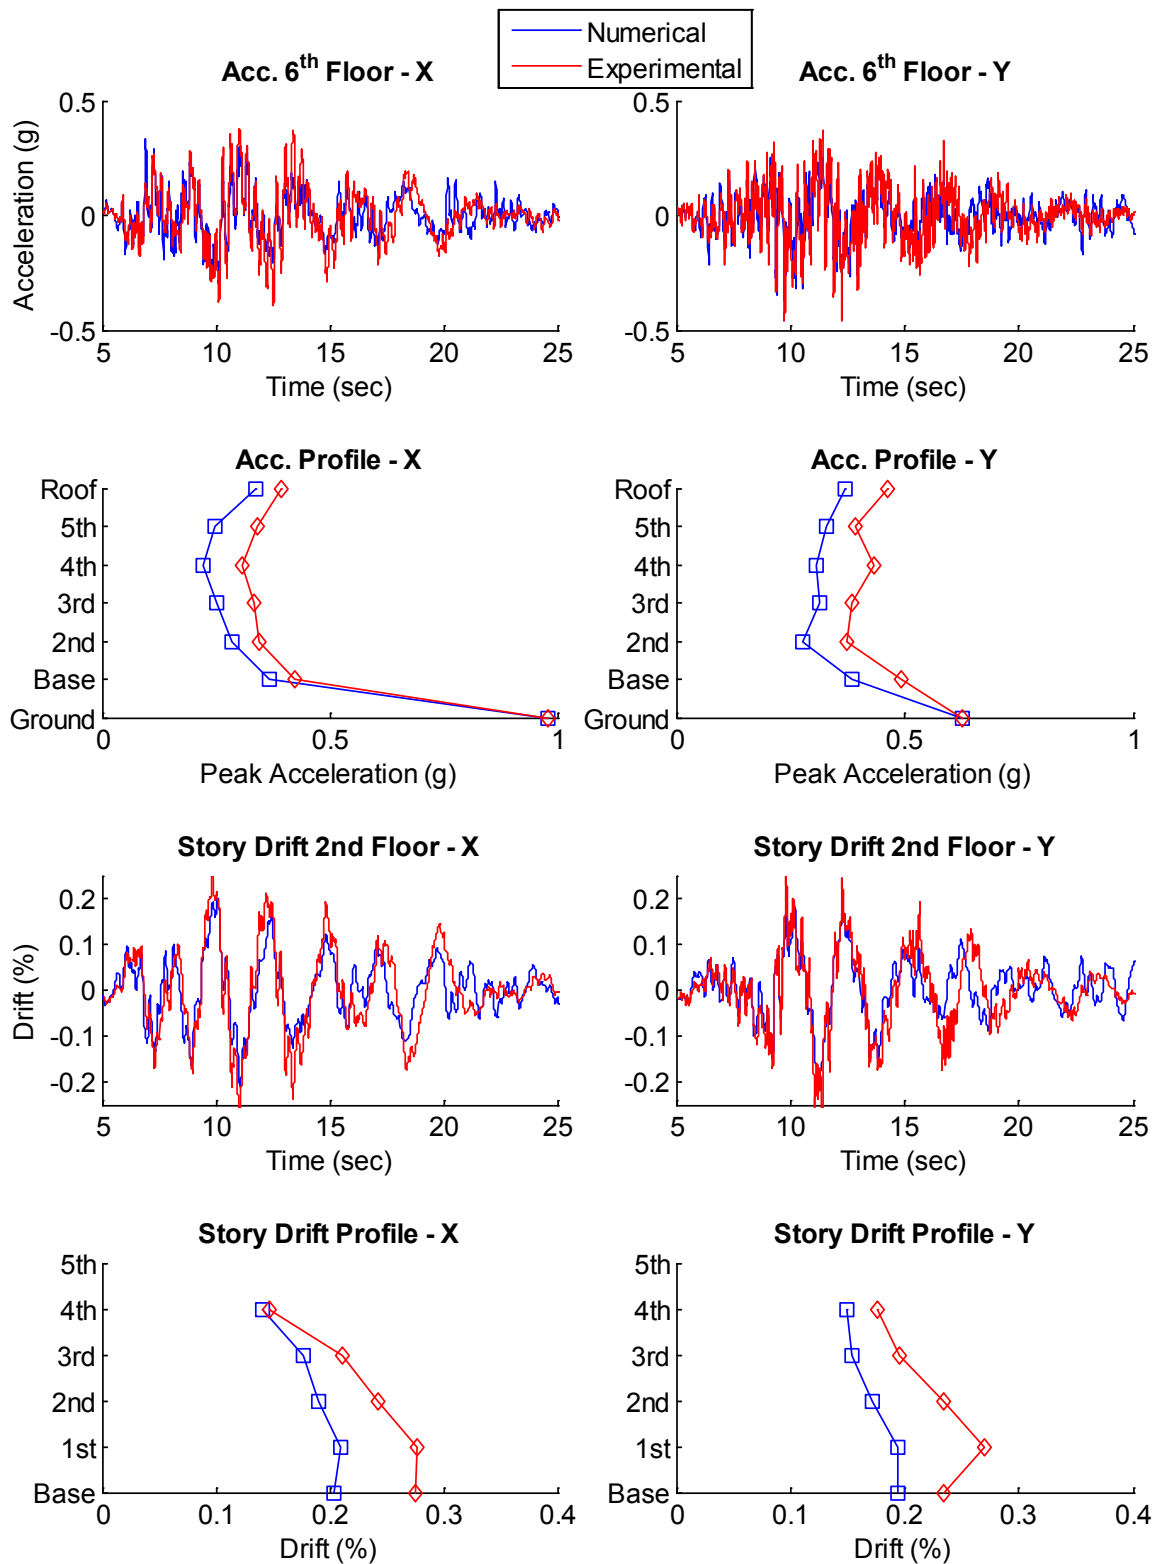 Numerical
Experimental
Acc. 6th Floor - X
Acc. 6th Floor - Y
0.5
0
-0.5
Acceleration (g)
5 10 15 20 25
Time (sec)
0.5
0
-0.5
5 10 15 20 25
Time (sec)
Acc. Profile - X
Roof
5th
4th
3rd
2nd
Base
Ground
0 0.5 1
Peak Acceleration (g)
Acc. Profile - Y
Roof
5th
4th
3rd
2nd
Base
Ground
0 0.5 1
Peak Acceleration (g)
Story Drift 2nd Floor - X
0.2
0.1
0
-0.1
-0.2
Drift (%)
5 10 15 20 25
Time (sec)
Story Drift 2nd Floor - Y
0.2
0.1
0
-0.1
-0.2
5 10 15 20 25
Time (sec)
Story Drift Profile - X
5th
4th
3rd
2nd
1st
Base
0 0.1 0.2 0.3 0.4
Drift (%)
Story Drift Profile - Y
5th
4th
3rd
2nd
1st
Base
0 0.1 0.2 0.3 0.4
Drift (%)